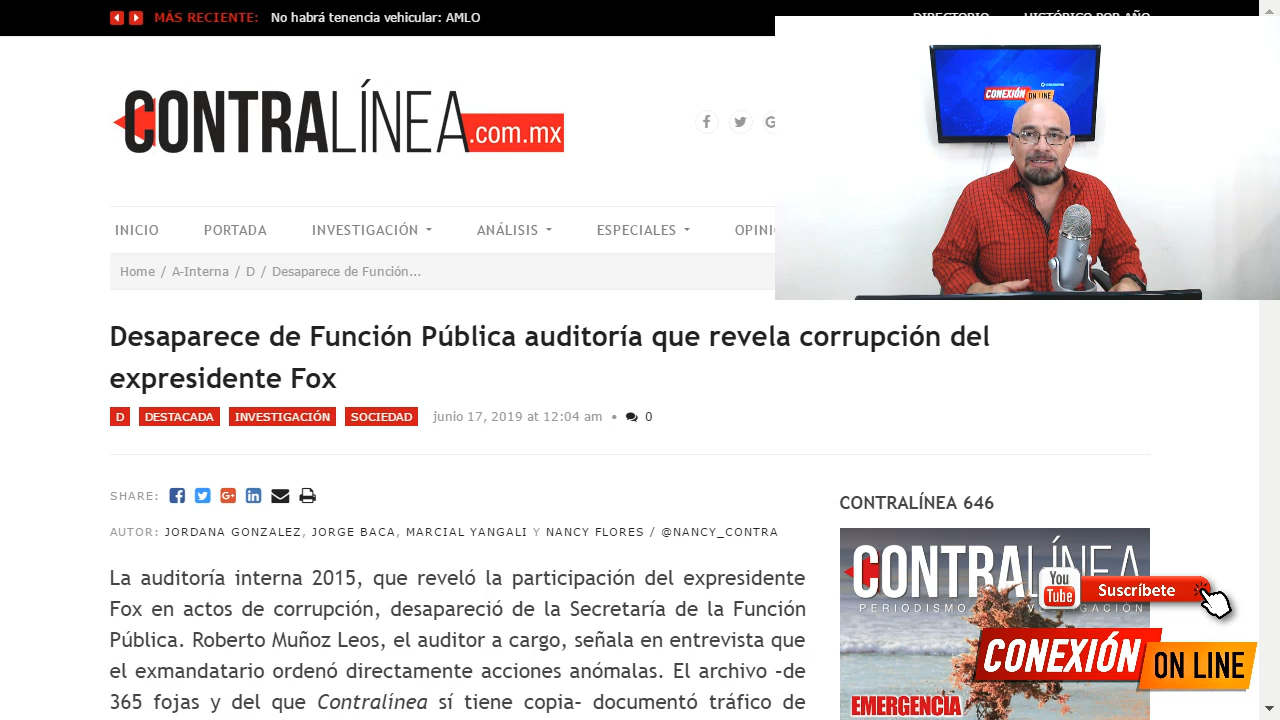 MÁS RECIENTE: No habrá tenencia vehicular: AMLO
DIRECTORIO HISTÓRICO POR AÑO
CONTRALÍNEA.com.mx
CONEXIÓN ON LINE
INICIO PORTADA INVESTIGACIÓN ANÁLISIS ESPECIALES
Home / A-Interna / D / Desaparece de Función...
Desaparece de Función Pública auditoría que revela corrupción del
expresidente Fox
D DESTACADA INVESTIGACIÓN SOCIEDAD junio 17, 2019 at 12:04 am • 0
SHARE:
AUTOR: JORDANA GONZALEZ, JORGE BACA, MARCIAL YANGALI Y NANCY FLORES / @NANCY_CONTRA
La auditoría interna 2015, que reveló la participación del expresidente
Fox en actos de corrupción, desapareció de la Secretaría de la Función
Pública. Roberto Muñoz Leos, el auditor a cargo, señala en entrevista que
el exmandatario ordenó directamente acciones anómalas. El archivo –de
365 fojas y del que Contralínea sí tiene copia– documentó tráfico de
CONTRALÍNEA 646
CONTRALÍNEA
PERIODISMO
EMERGENCIA
You Tube Suscríbete
CONEXIÓN ON LINE